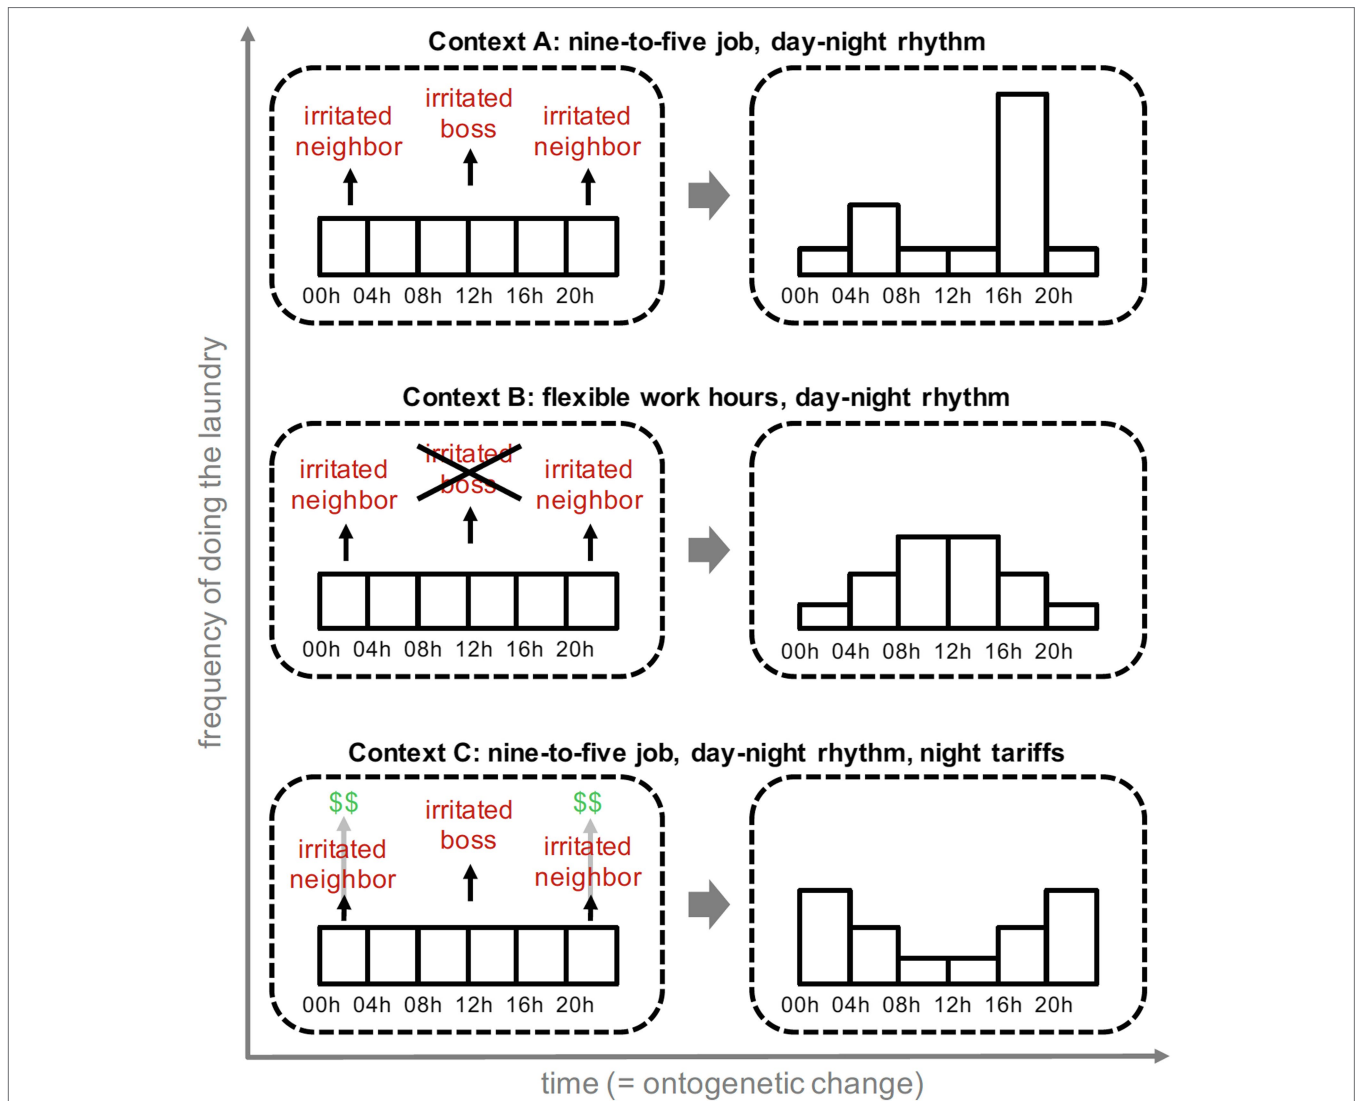 Context A: nine-to-five job, day-night rhythm
irritated
neighbor
irritated
boss
irritated
neighbor
00h 04h 08h 12h 16h 20h
00h 04h 08h 12h 16h 20h
Context B: flexible work hours, day-night rhythm
irritated
neighbor
irritated
boss
irritated
neighbor
00h 04h 08h 12h 16h 20h
00h 04h 08h 12h 16h 20h
Context C: nine-to-five job, day-night rhythm, night tariffs
$$
irritated
neighbor
irritated
boss
$$
irritated
neighbor
00h 04h 08h 12h 16h 20h
00h 04h 08h 12h 16h 20h
frequency of doing the laundry
time (= ontogenetic change)